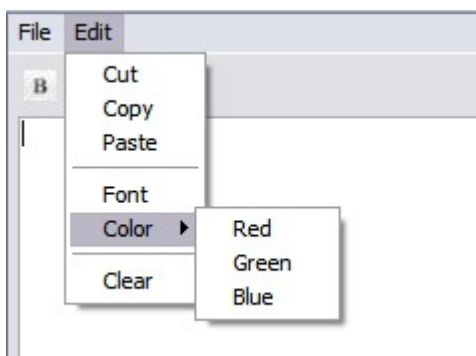 File Edit
B
Cut
Copy
Paste
Font
Color
Red
Green
Blue
Clear